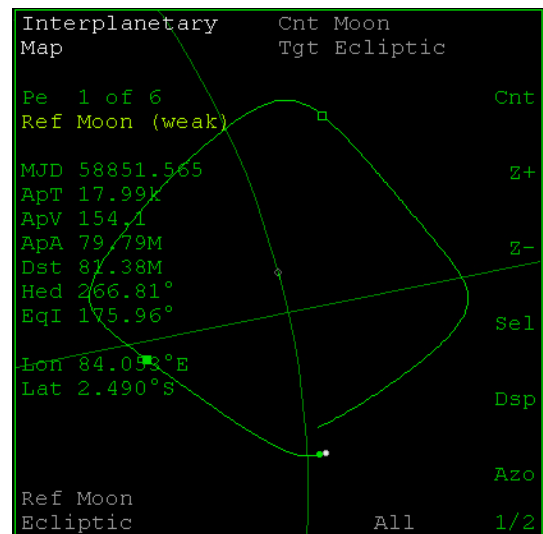 Interplanetary Cnt Moon
Map Tgt Ecliptic
Pe 1 of 6 Cnt
Ref Moon (weak)
MJD 58851.565 Z+
ApT 17.99k
ApV 154.1
ApA 79.79M Z-
Dst 81.38M
Hed 266.81°
EqI 175.96° Sel
Lon 84.053°E
Lat 2.490°S Dsp
Azo
Ref Moon
Ecliptic All 1/2